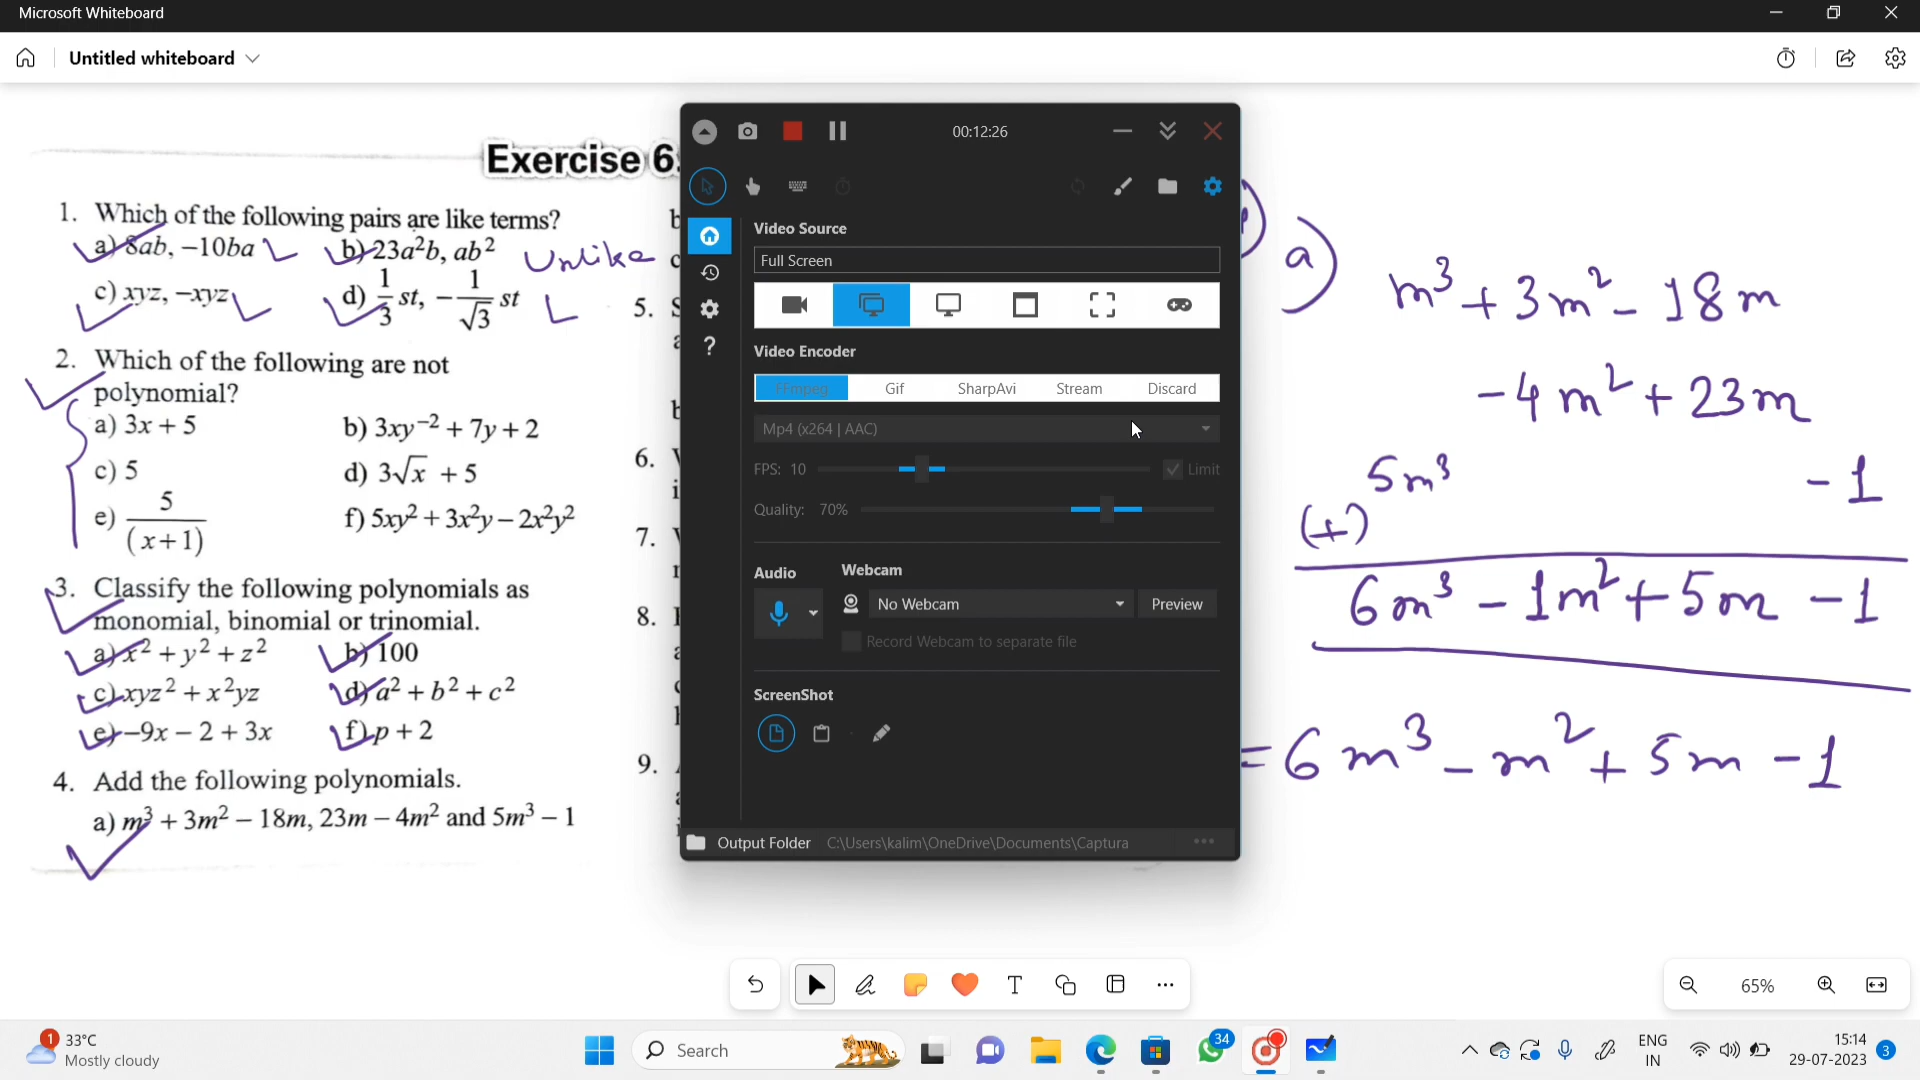 Microsoft Whiteboard
Untitled whiteboard
Exercise 6
1. Which of the following pairs are like terms?
a) 8ab, −10ba
b) 23a²b, ab²
Unlike
c) xyz, −xyz
d) 1/3 st, − 1/√3 st
2. Which of the following are not
polynomial?
a) 3x + 5
b) 3xy⁻² + 7y + 2
c) 5
d) 3√x + 5
e) 5/(x+1)
f) 5xy² + 3x²y − 2x²y²
3. Classify the following polynomials as
monomial, binomial or trinomial.
a) x² + y² + z²
b) 100
c) xyz² + x²yz
d) a² + b² + c²
e) −9x − 2 + 3x
f) p + 2
4. Add the following polynomials.
a) m³ + 3m² − 18m, 23m − 4m² and 5m³ − 1
5.
6.
7.
8.
9.
00:12:26
Video Source
Full Screen
Video Encoder
FFmpeg Gif SharpAvi Stream Discard
Mp4 (x264 | AAC)
FPS: 10
Limit
Quality: 70%
Audio
Webcam
No Webcam
Preview
Record Webcam to separate file
ScreenShot
Output Folder C:\Users\kalim\OneDrive\Documents\Captura
a) m³ + 3m² − 18m
−4m² + 23m
5m³ − 1
(+)
6m³ − 1m² + 5m − 1
= 6m³ − m² + 5m − 1
65%
1
33°C
Mostly cloudy
Search
34
ENG
IN
15:14
29-07-2023
3